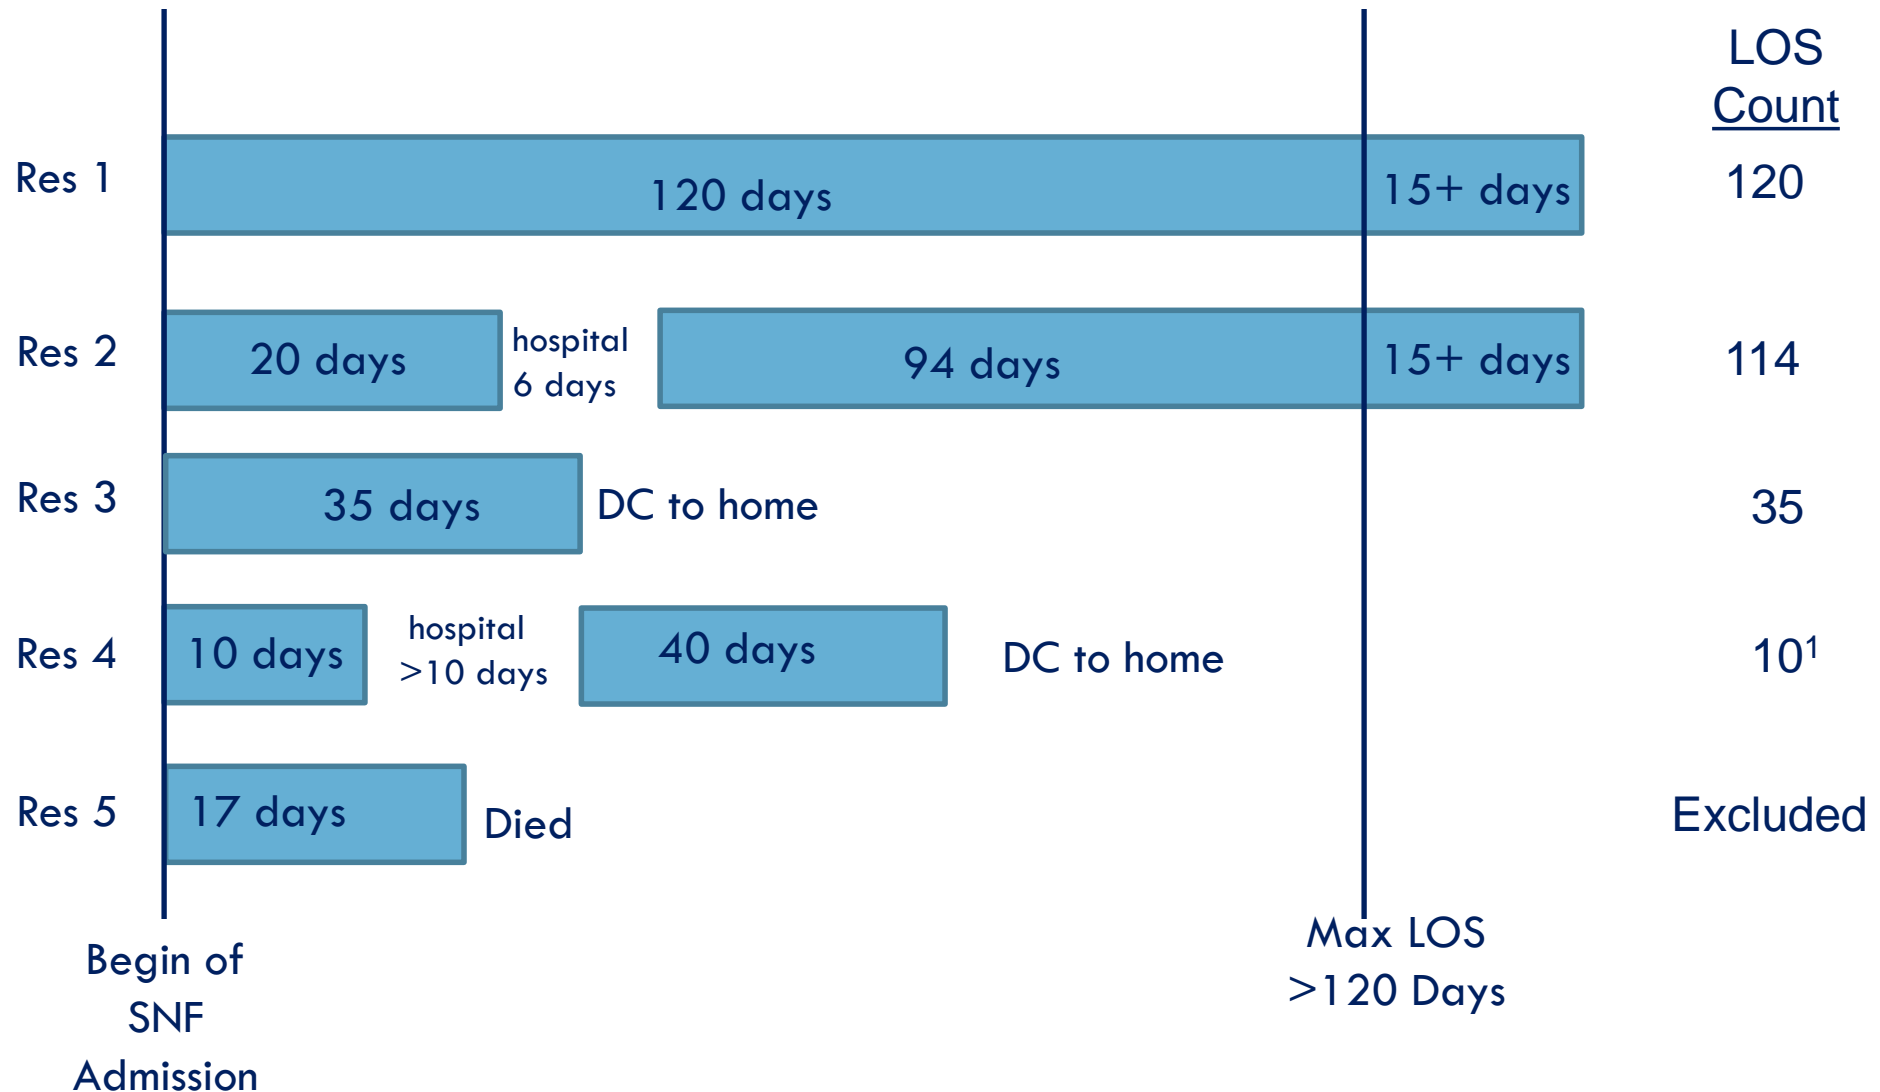 LOS
Count
Res 1
120 days
15+ days
120
Res 2
20 days
hospital
6 days
94 days
15+ days
114
Res 3
35 days
DC to home
35
Res 4
10 days
hospital
>10 days
40 days
DC to home
10¹
Res 5
17 days
Died
Excluded
Begin of
SNF
Admission
Max LOS
>120 Days